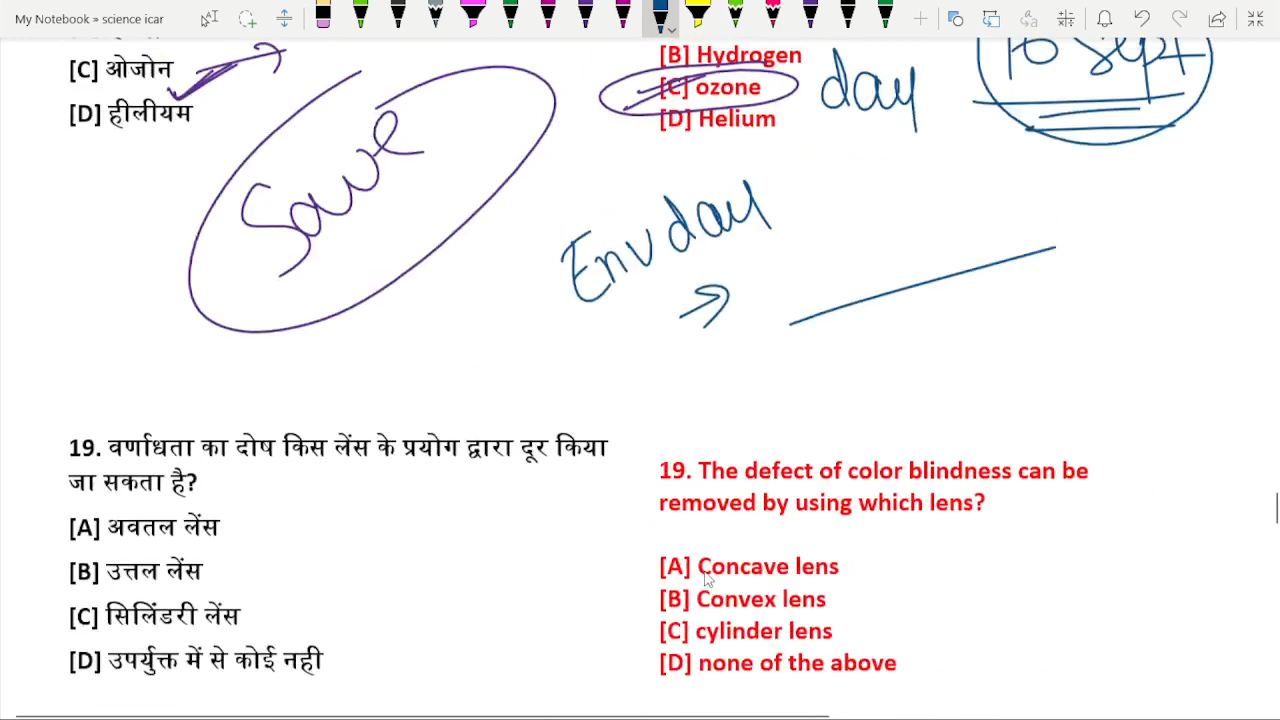 My Notebook » science icar
[C] ओजोन
[D] हीलीयम
[B] Hydrogen
[C] ozone
[D] Helium
day
16 Sept
Save
Env day
19. वर्णाधता का दोष किस लेंस के प्रयोग द्वारा दूर किया
जा सकता है?
[A] अवतल लेंस
[B] उत्तल लेंस
[C] सिलिंडरी लेंस
[D] उपर्युक्त में से कोई नही
19. The defect of color blindness can be
removed by using which lens?
[A] Concave lens
[B] Convex lens
[C] cylinder lens
[D] none of the above